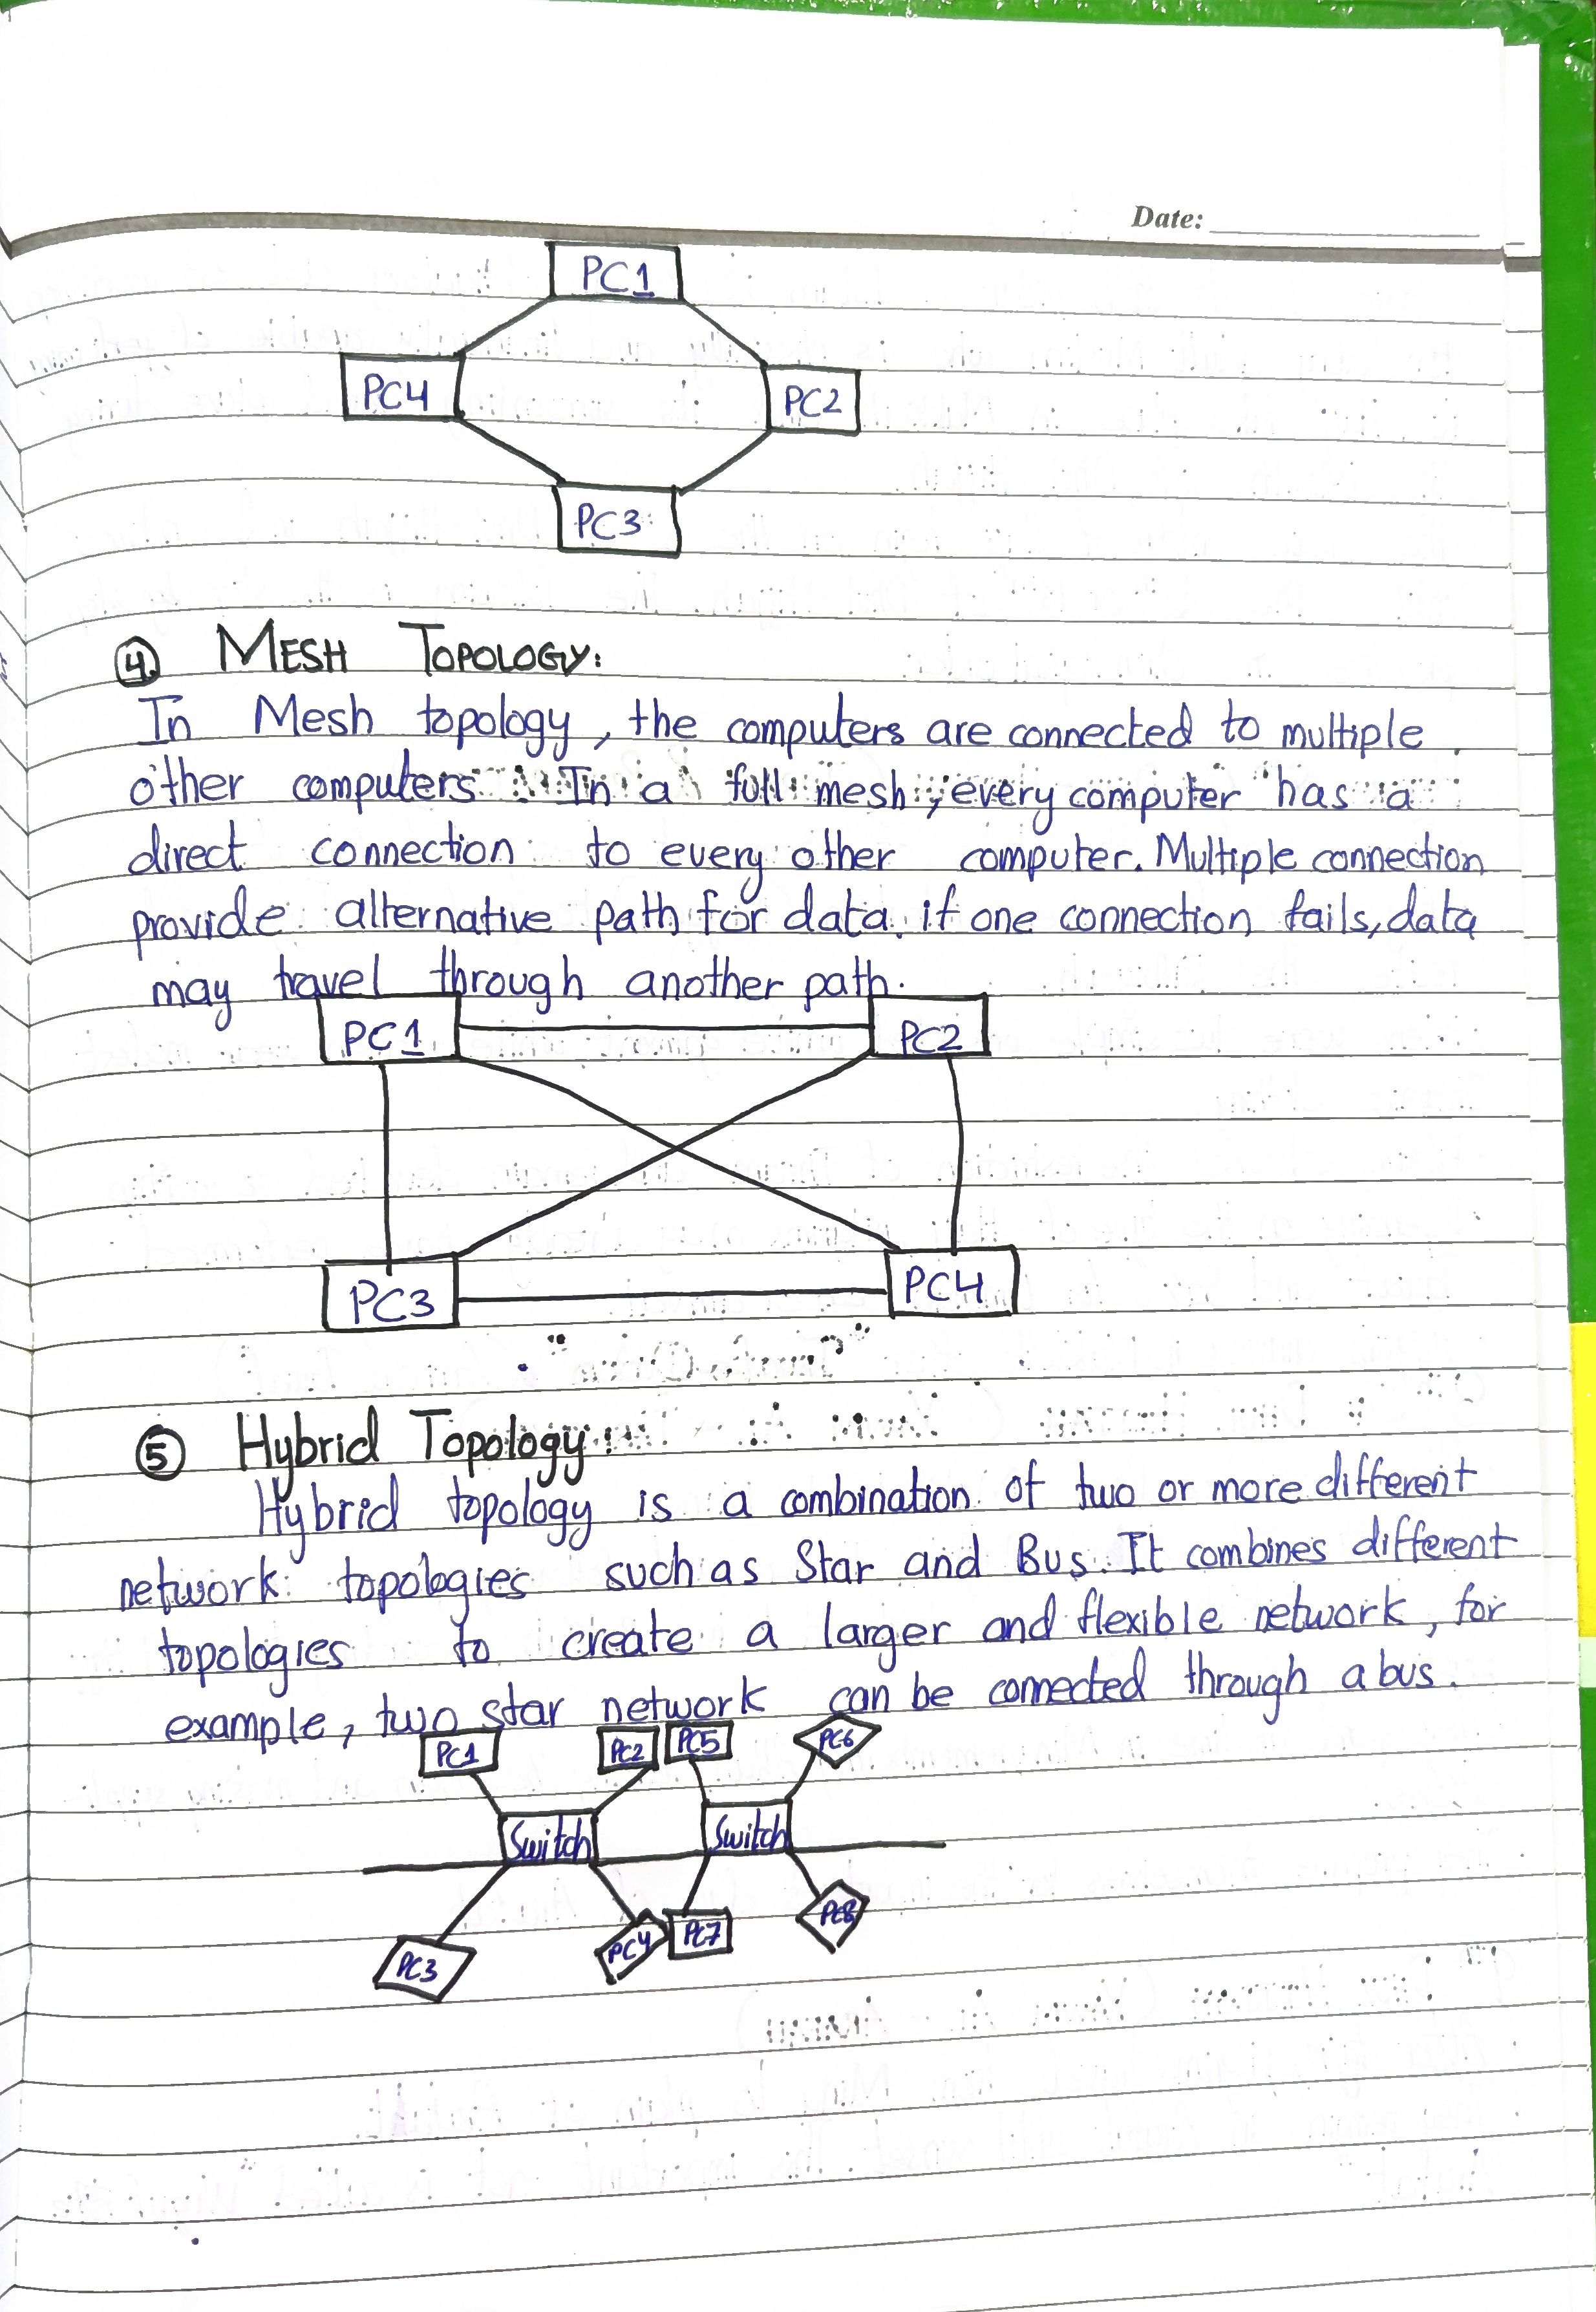 Date:
PC1
PC4
PC2
PC3
4. MESH TOPOLOGY:
In Mesh topology, the computers are connected to multiple
other computers. In a full mesh, every computer has a
direct connection to every other computer. Multiple connection
provide alternative path for data. if one connection fails, data
may travel through another path.
PC1 PC2
PC3 PC4
5 Hybrid Topology:
Hybrid topology is a combination of two or more different
network topologies such as Star and Bus. It combines different
topologies to create a larger and flexible network, for
example, two star network can be connected through a bus.
PC1 PC2 PC5 PC6
Switch Switch
PC3 PC4 PC7 PC8